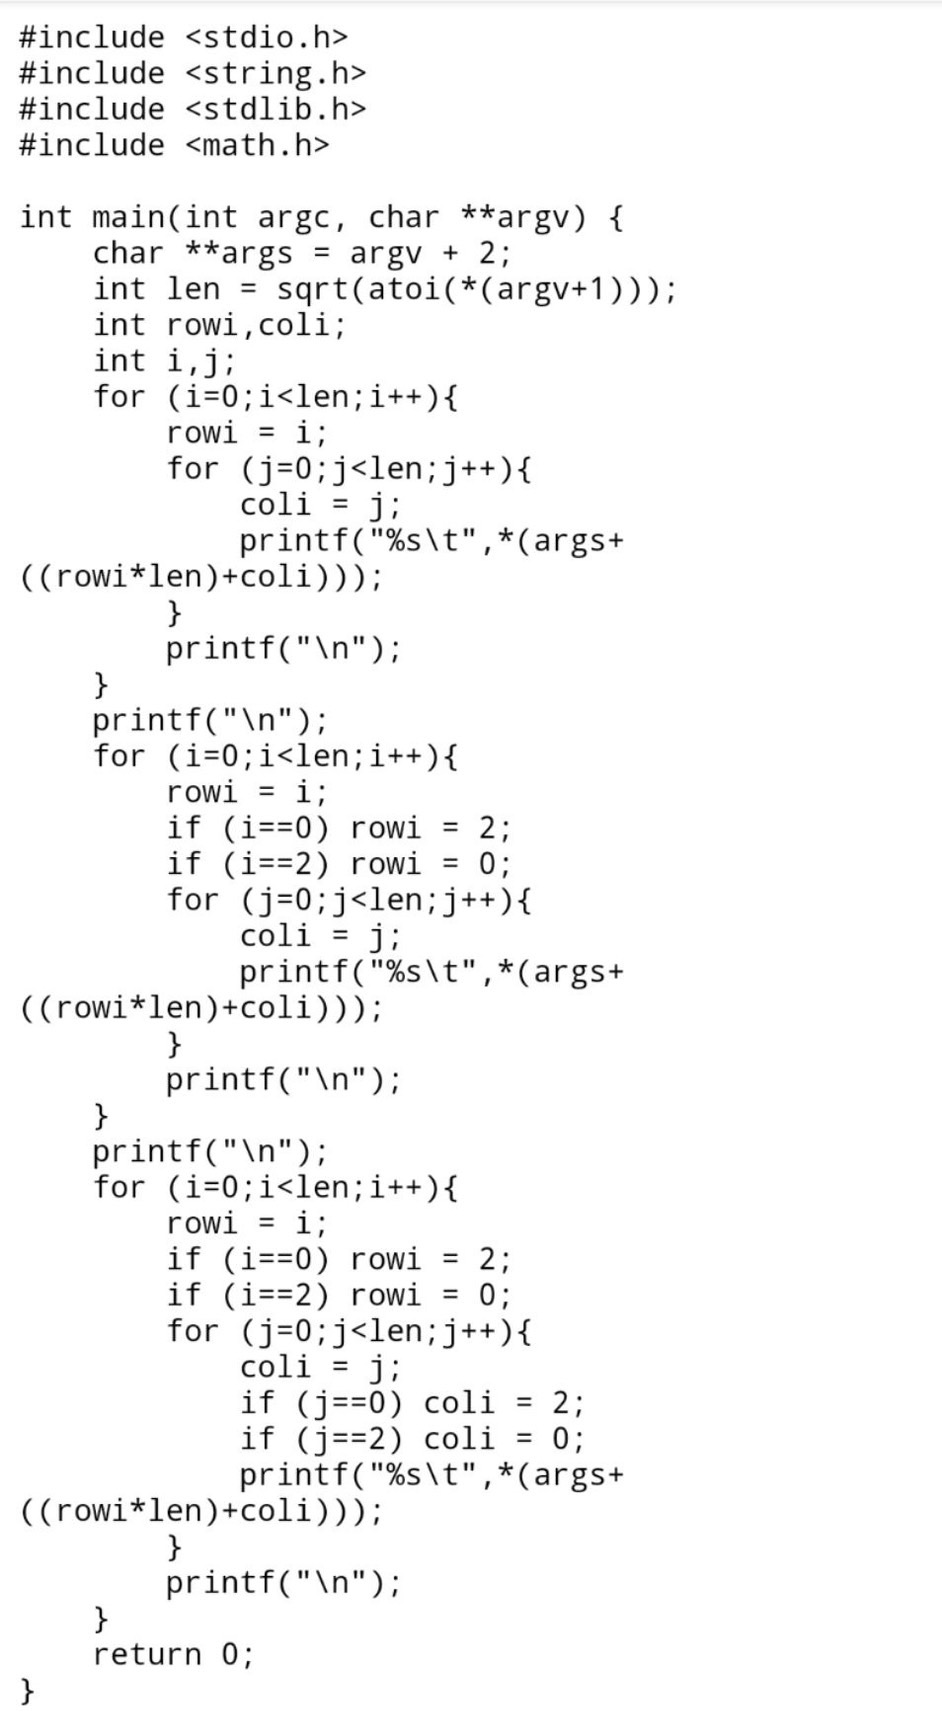 #include <stdio.h>
#include <string.h>
#include <stdlib.h>
#include <math.h>

int main(int argc, char **argv) {
    char **args = argv + 2;
    int len = sqrt(atoi(*(argv+1)));
    int rowi,coli;
    int i,j;
    for (i=0;i<len;i++){
        rowi = i;
        for (j=0;j<len;j++){
            coli = j;
            printf("%s\t",*(args+
((rowi*len)+coli)));
        }
        printf("\n");
    }
    printf("\n");
    for (i=0;i<len;i++){
        rowi = i;
        if (i==0) rowi = 2;
        if (i==2) rowi = 0;
        for (j=0;j<len;j++){
            coli = j;
            printf("%s\t",*(args+
((rowi*len)+coli)));
        }
        printf("\n");
    }
    printf("\n");
    for (i=0;i<len;i++){
        rowi = i;
        if (i==0) rowi = 2;
        if (i==2) rowi = 0;
        for (j=0;j<len;j++){
            coli = j;
            if (j==0) coli = 2;
            if (j==2) coli = 0;
            printf("%s\t",*(args+
((rowi*len)+coli)));
        }
        printf("\n");
    }
    return 0;
}